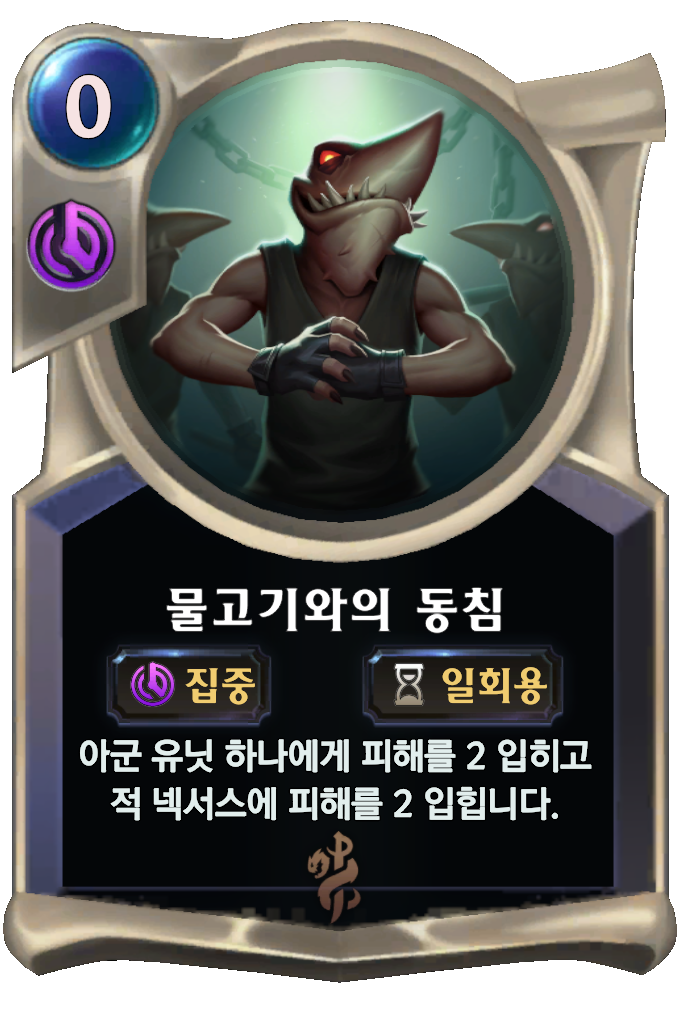 0
물고기와의 동침
집중 일회용
아군 유닛 하나에게 피해를 2 입히고
적 넥서스에 피해를 2 입힙니다.